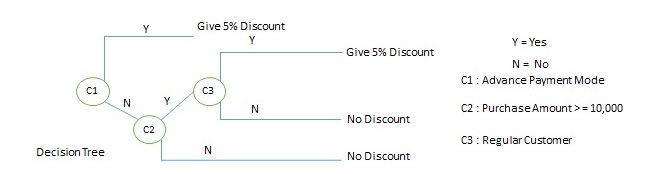 Y
Give 5% Discount
Y
Give 5% Discount
Y = Yes
N = No
C1 : Advance Payment Mode
C1
C3
N
Y
N
C2 : Purchase Amount >= 10,000
No Discount
C2
C3 : Regular Customer
Decision Tree
N
No Discount